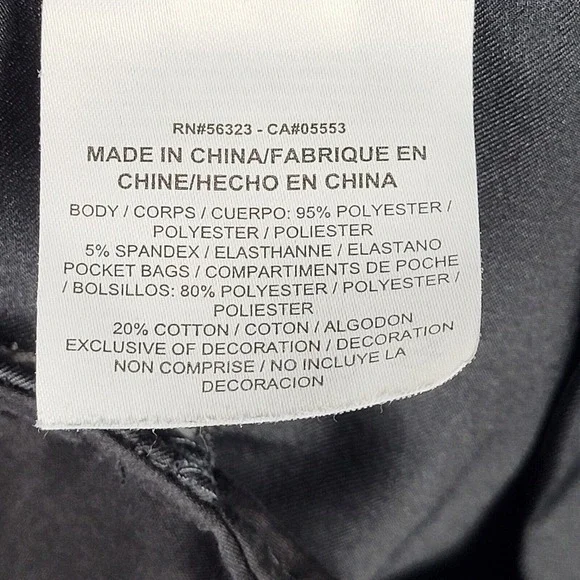 RN#56323 - CA#05553
MADE IN CHINA/FABRIQUE EN
CHINE/HECHO EN CHINA
BODY / CORPS / CUERPO: 95% POLYESTER /
POLYESTER / POLIESTER
5% SPANDEX / ELASTHANNE / ELASTANO
POCKET BAGS / COMPARTIMENTS DE POCHE
/ BOLSILLOS: 80% POLYESTER / POLYESTER /
POLIESTER
20% COTTON / COTON / ALGODON
EXCLUSIVE OF DECORATION / DECORATION
NON COMPRISE / NO INCLUYE LA
DECORACION